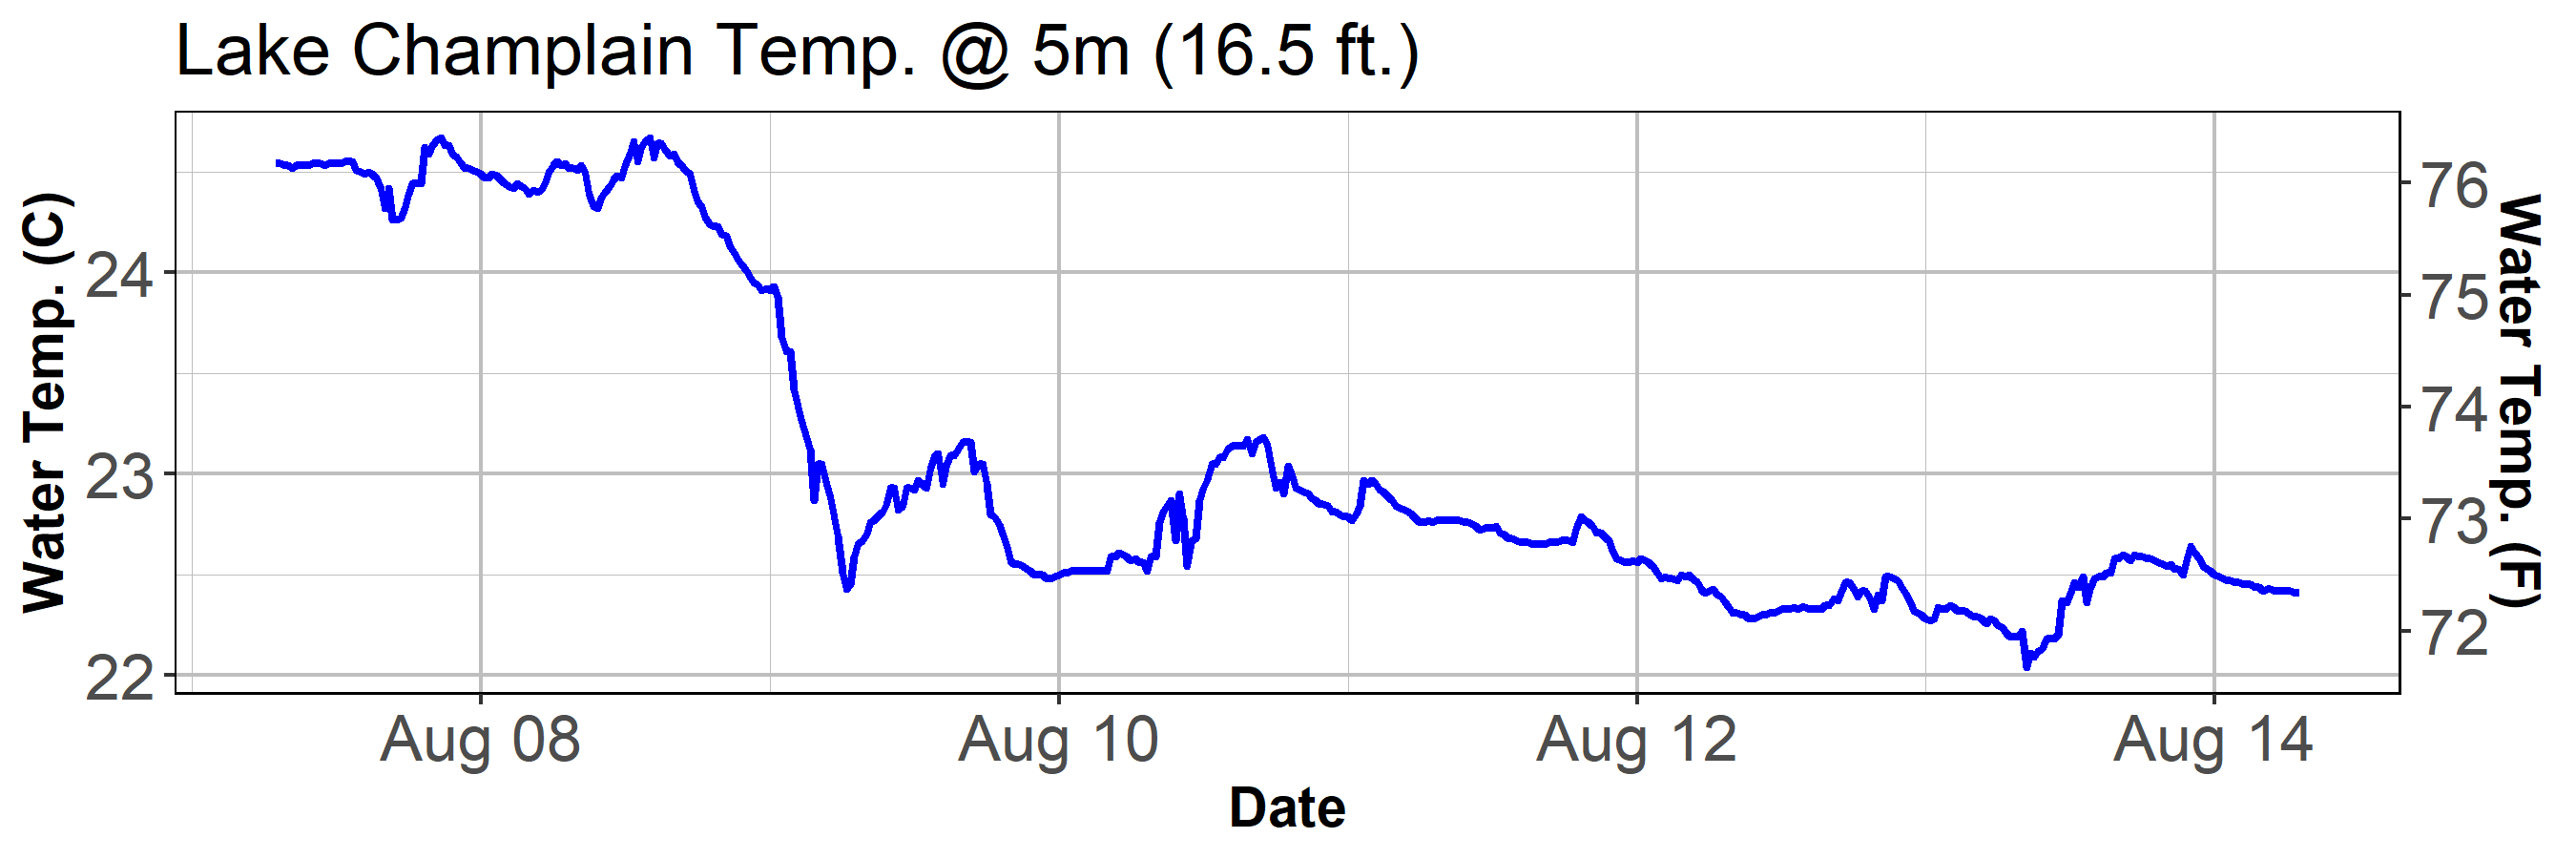 Lake Champlain Temp. @ 5m (16.5 ft.)
Water Temp. (C)
24
23
22
76
75
74
73
72
Water Temp. (F)
Aug 08 Aug 10 Aug 12 Aug 14
Date